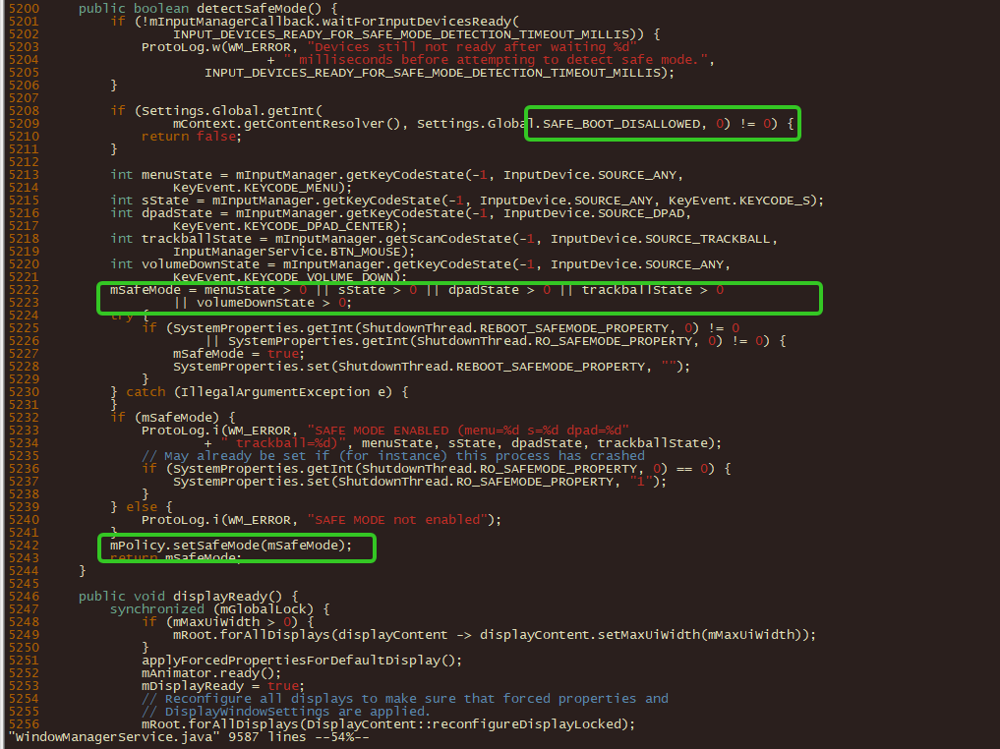 5200     public boolean detectSafeMode() {
5201         if (!mInputManagerCallback.waitForInputDevicesReady(
5202                 INPUT_DEVICES_READY_FOR_SAFE_MODE_DETECTION_TIMEOUT_MILLIS)) {
5203             ProtoLog.w(WM_ERROR, "Devices still not ready after waiting %d"
5204                             + " milliseconds before attempting to detect safe mode.",
5205                     INPUT_DEVICES_READY_FOR_SAFE_MODE_DETECTION_TIMEOUT_MILLIS);
5206         }
5207
5208         if (Settings.Global.getInt(
5209                 mContext.getContentResolver(), Settings.Global.SAFE_BOOT_DISALLOWED, 0) != 0) {
5210             return false;
5211         }
5212
5213         int menuState = mInputManager.getKeyCodeState(-1, InputDevice.SOURCE_ANY,
5214                 KeyEvent.KEYCODE_MENU);
5215         int sState = mInputManager.getKeyCodeState(-1, InputDevice.SOURCE_ANY, KeyEvent.KEYCODE_S);
5216         int dpadState = mInputManager.getKeyCodeState(-1, InputDevice.SOURCE_DPAD,
5217                 KeyEvent.KEYCODE_DPAD_CENTER);
5218         int trackballState = mInputManager.getScanCodeState(-1, InputDevice.SOURCE_TRACKBALL,
5219                 InputManagerService.BTN_MOUSE);
5220         int volumeDownState = mInputManager.getKeyCodeState(-1, InputDevice.SOURCE_ANY,
5221                 KeyEvent.KEYCODE_VOLUME_DOWN);
5222         mSafeMode = menuState > 0 || sState > 0 || dpadState > 0 || trackballState > 0
5223                 || volumeDownState > 0;
5224         try {
5225             if (SystemProperties.getInt(ShutdownThread.REBOOT_SAFEMODE_PROPERTY, 0) != 0
5226                     || SystemProperties.getInt(ShutdownThread.RO_SAFEMODE_PROPERTY, 0) != 0) {
5227                 mSafeMode = true;
5228                 SystemProperties.set(ShutdownThread.REBOOT_SAFEMODE_PROPERTY, "");
5229             }
5230         } catch (IllegalArgumentException e) {
5231         }
5232         if (mSafeMode) {
5233             ProtoLog.i(WM_ERROR, "SAFE MODE ENABLED (menu=%d s=%d dpad=%d"
5234                     + " trackball=%d)", menuState, sState, dpadState, trackballState);
5235             // May already be set if (for instance) this process has crashed
5236             if (SystemProperties.getInt(ShutdownThread.RO_SAFEMODE_PROPERTY, 0) == 0) {
5237                 SystemProperties.set(ShutdownThread.RO_SAFEMODE_PROPERTY, "1");
5238             }
5239         } else {
5240             ProtoLog.i(WM_ERROR, "SAFE MODE not enabled");
5241         }
5242         mPolicy.setSafeMode(mSafeMode);
5243         return mSafeMode;
5244     }
5245
5246     public void displayReady() {
5247         synchronized (mGlobalLock) {
5248             if (mMaxUiWidth > 0) {
5249                 mRoot.forAllDisplays(displayContent -> displayContent.setMaxUiWidth(mMaxUiWidth));
5250             }
5251             applyForcedPropertiesForDefaultDisplay();
5252             mAnimator.ready();
5253             mDisplayReady = true;
5254             // Reconfigure all displays to make sure that forced properties and
5255             // DisplayWindowSettings are applied.
5256             mRoot.forAllDisplays(DisplayContent::reconfigureDisplayLocked);
"WindowManagerService.java" 9587 lines --54%--